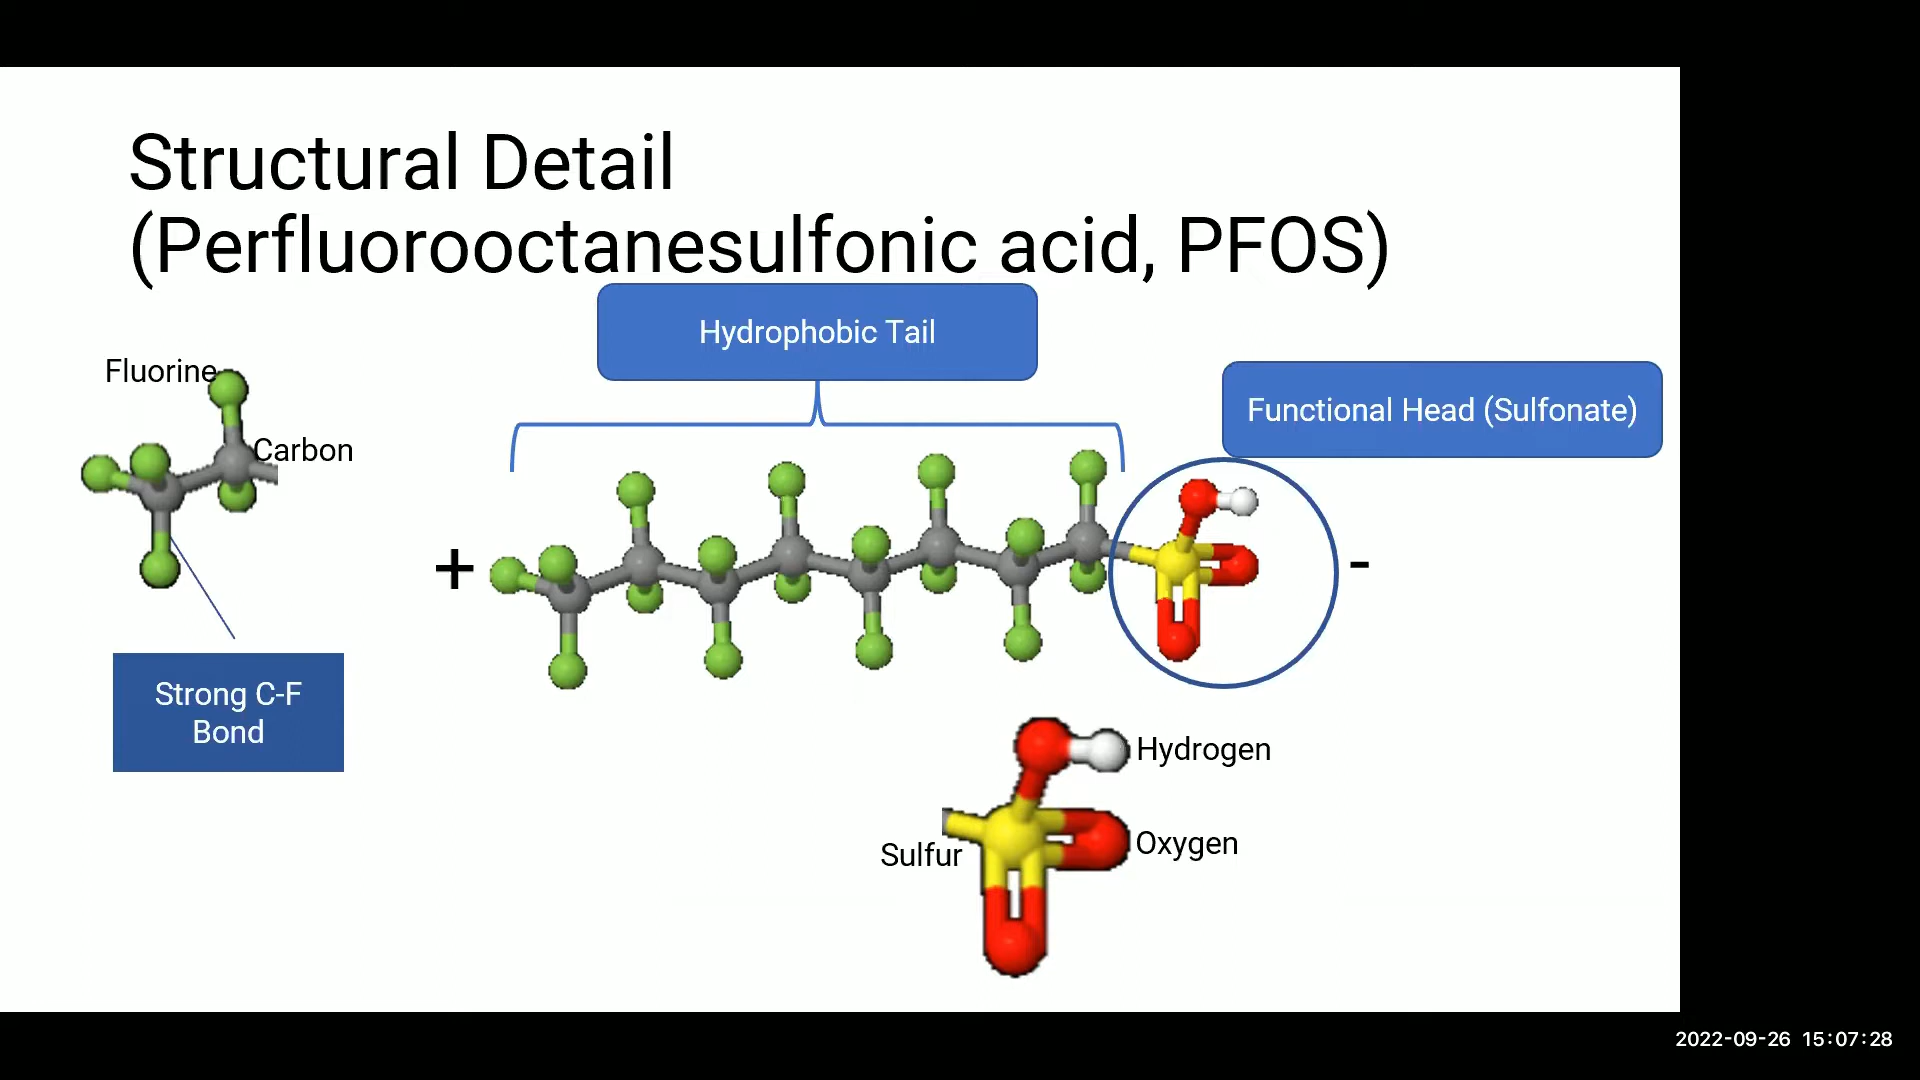 Structural Detail
(Perfluorooctanesulfonic acid, PFOS)
Hydrophobic Tail
Fluorine
Functional Head (Sulfonate)
Carbon
+
-
Strong C-F
Bond
Hydrogen
Oxygen
Sulfur
2022-09-26 15:07:28